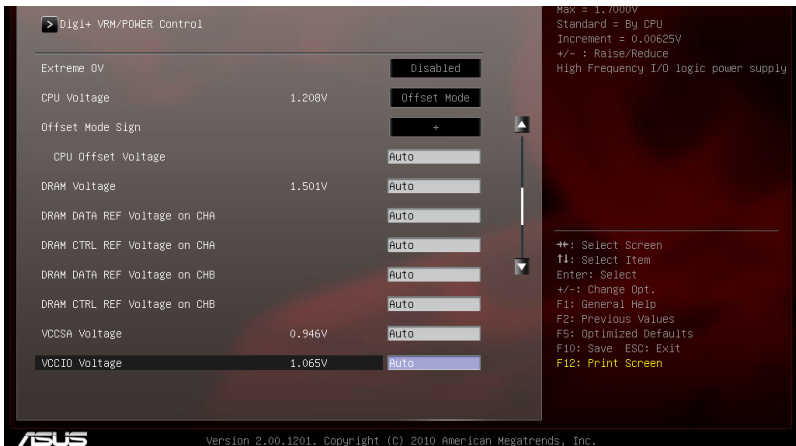 > Digi+ VRM/POWER Control
Extreme OV Disabled
CPU Voltage 1.208V Offset Mode
Offset Mode Sign +
CPU Offset Voltage Auto
DRAM Voltage 1.501V Auto
DRAM DATA REF Voltage on CHA Auto
DRAM CTRL REF Voltage on CHA Auto
DRAM DATA REF Voltage on CHB Auto
DRAM CTRL REF Voltage on CHB Auto
VCCSA Voltage 0.946V Auto
VCCIO Voltage 1.065V Auto
Max = 1.7000V
Standard = By CPU
Increment = 0.00625V
+/- : Raise/Reduce
High Frequency I/O logic power supply
→←: Select Screen
↑↓: Select Item
Enter: Select
+/-: Change Opt.
F1: General Help
F2: Previous Values
F5: Optimized Defaults
F10: Save ESC: Exit
F12: Print Screen
ASUS
Version 2.00.1201. Copyright (C) 2010 American Megatrends, Inc.